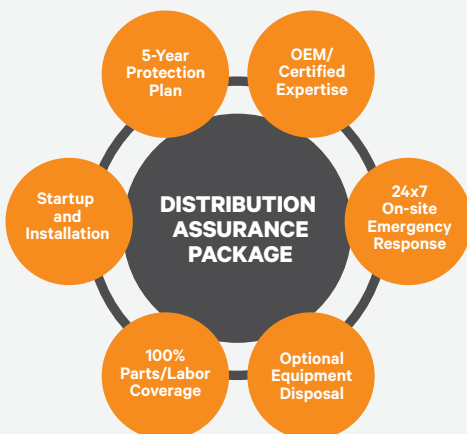 5-Year
Protection
Plan
OEM/
Certified
Expertise
Startup
and
Installation
DISTRIBUTION
ASSURANCE
PACKAGE
24x7
On-site
Emergency
Response
100%
Parts/Labor
Coverage
Optional
Equipment
Disposal